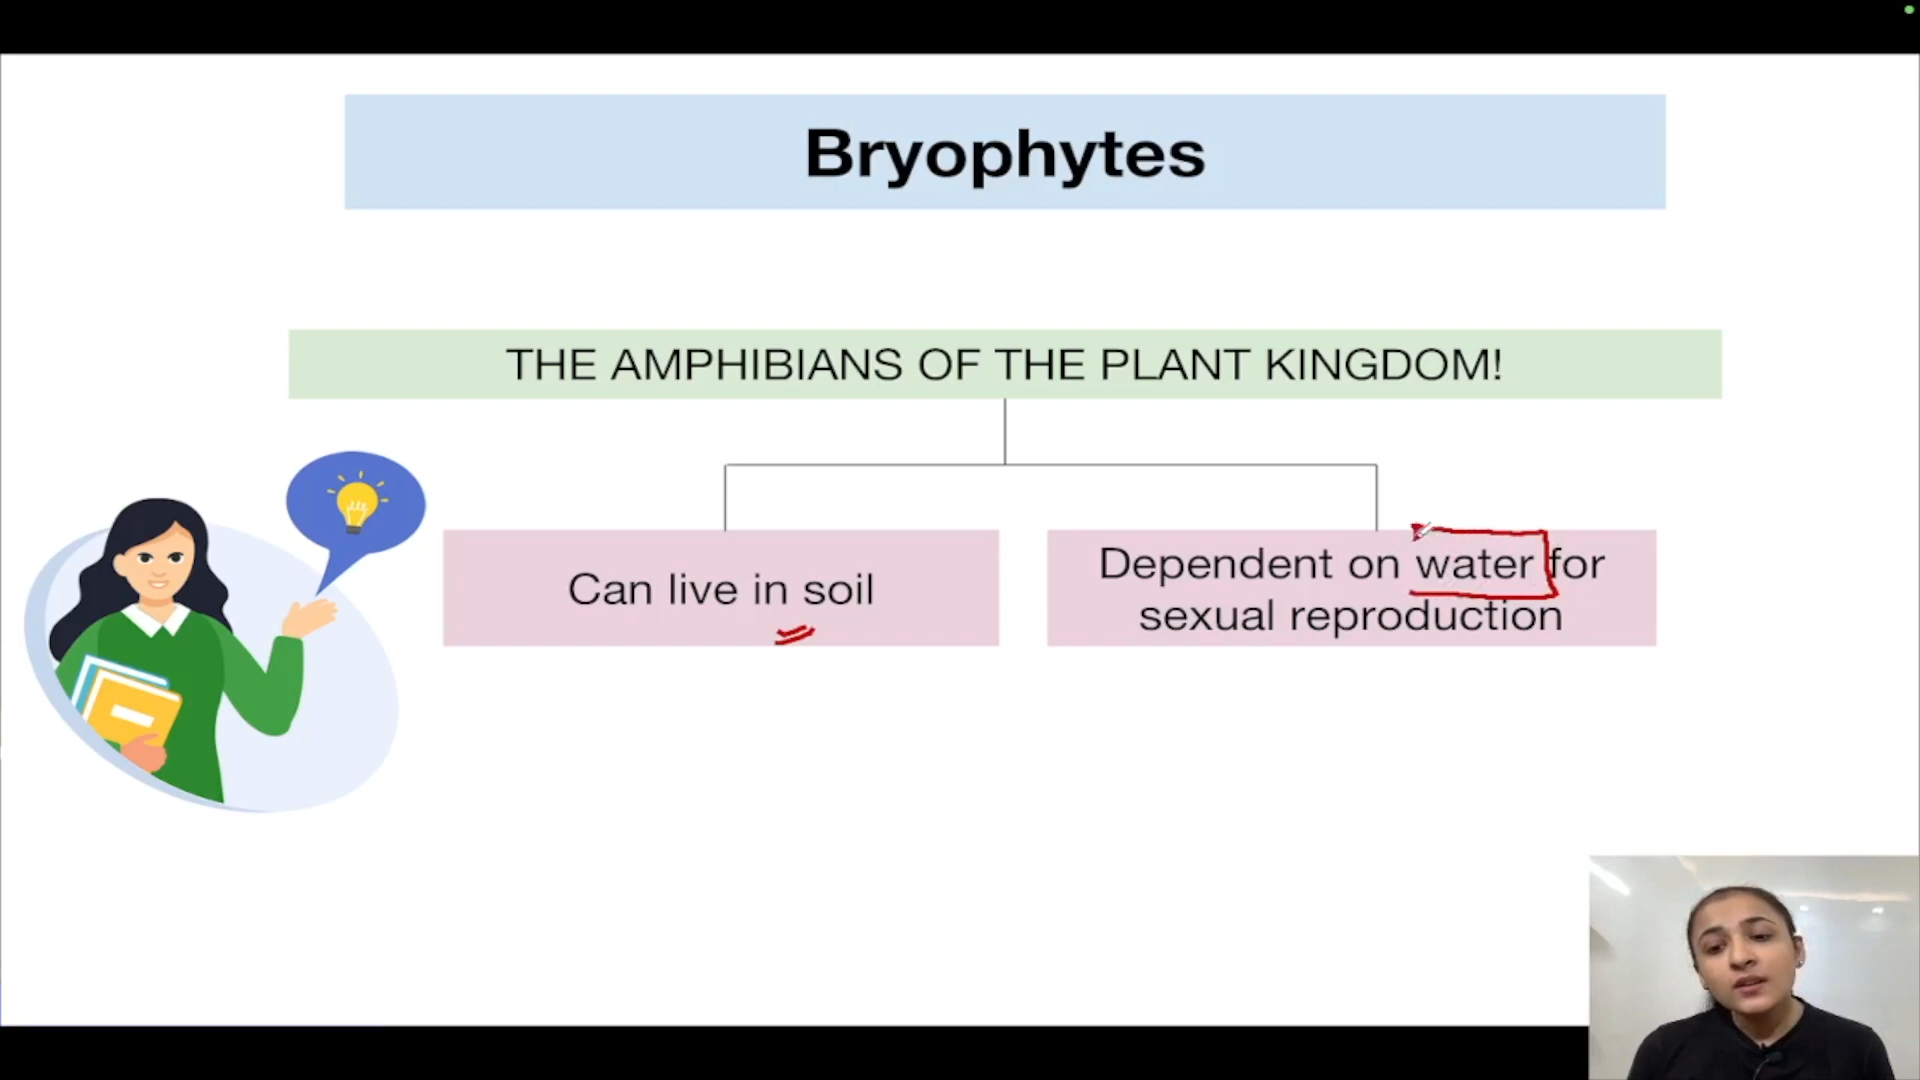 Bryophytes
THE AMPHIBIANS OF THE PLANT KINGDOM!
Can live in soil
Dependent on water for
sexual reproduction